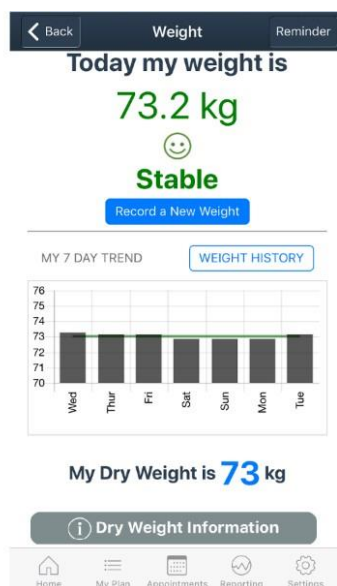 Back Weight Reminder
Today my weight is
73.2 kg
Stable
Record a New Weight
MY 7 DAY TREND WEIGHT HISTORY
76
75
74
73
72
71
70
Wed Thur Fri Sat Sun Mon Tue
My Dry Weight is 73 kg
Dry Weight Information
Home My Plan Appointments Reporting Settings